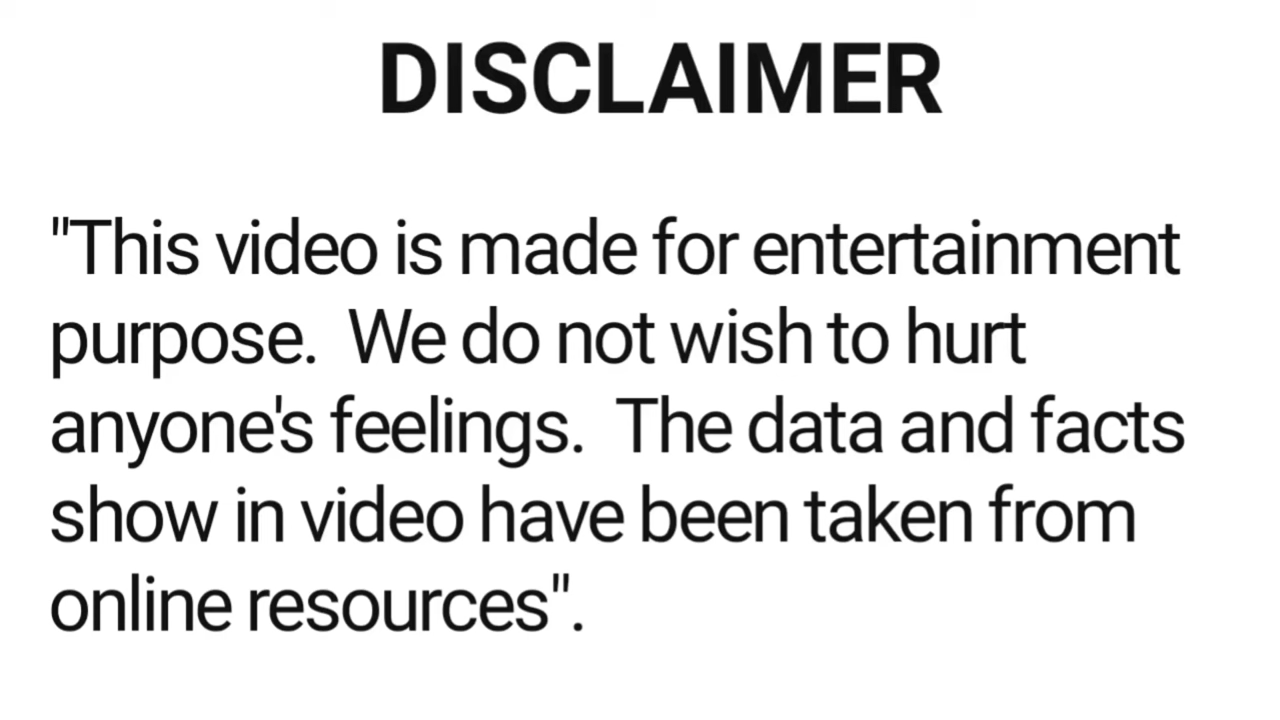 DISCLAIMER
"This video is made for entertainment
purpose.  We do not wish to hurt
anyone's feelings.  The data and facts
show in video have been taken from
online resources".